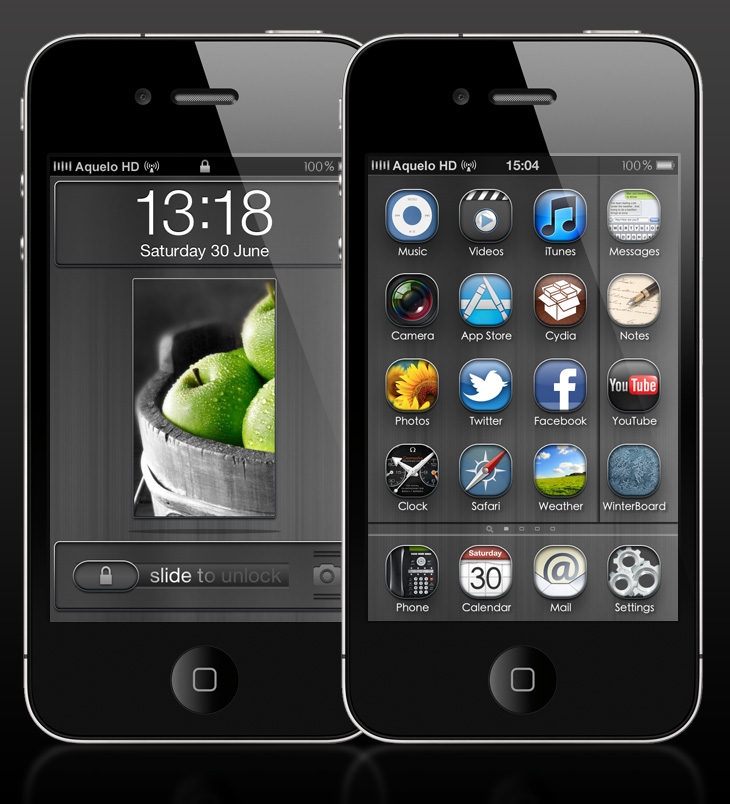 Aquelo HD 100%
13:18
Saturday 30 June
slide to unlock
Aquelo HD 15:04 100%
MENU
Music Videos iTunes Messages
Camera App Store Cydia Notes
You Tube
Photos Twitter Facebook YouTube
Clock Safari Weather WinterBoard
Saturday
30
Phone Calendar Mail Settings